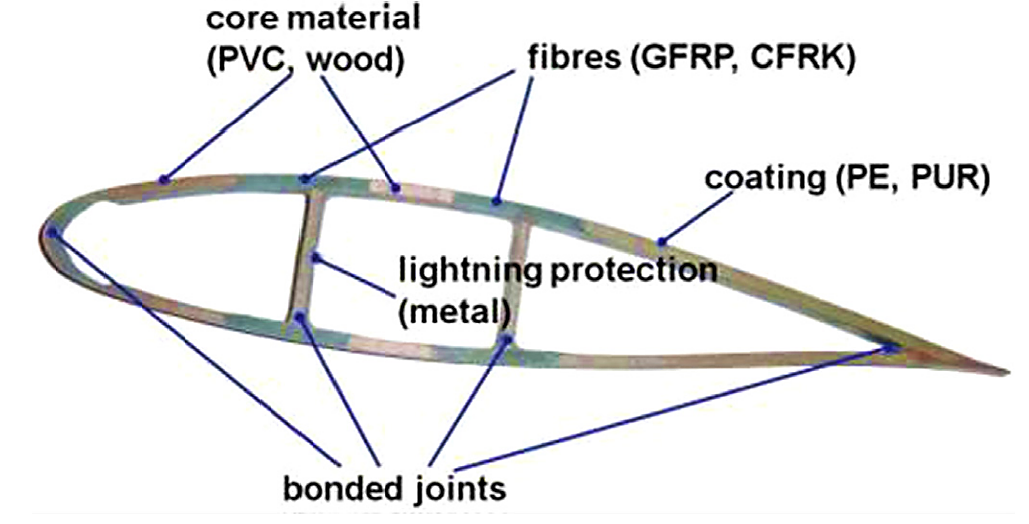 core material
(PVC, wood)
fibres (GFRP, CFRK)
coating (PE, PUR)
lightning protection
(metal)
bonded joints